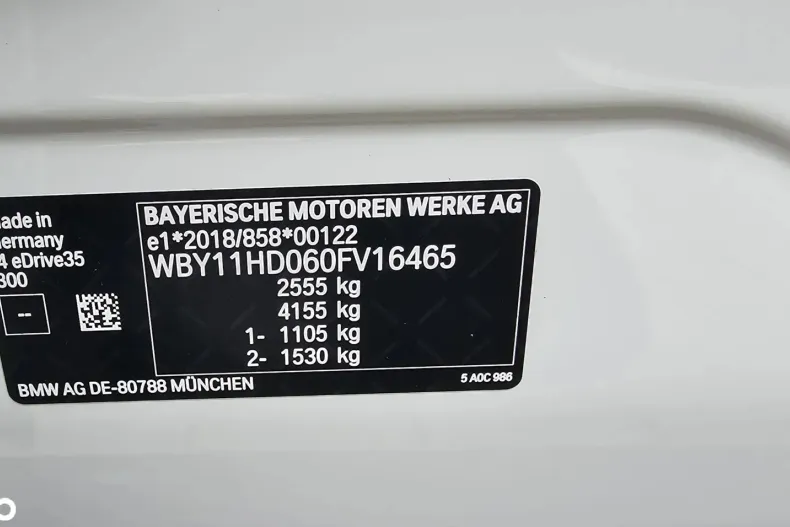 ade in
ermany
4 eDrive35
300
--
BAYERISCHE MOTOREN WERKE AG
e1*2018/858*00122
WBY11HD060FV16465
2555 kg
4155 kg
1- 1105 kg
2- 1530 kg
BMW AG DE-80788 MÜNCHEN
5 A0C 986